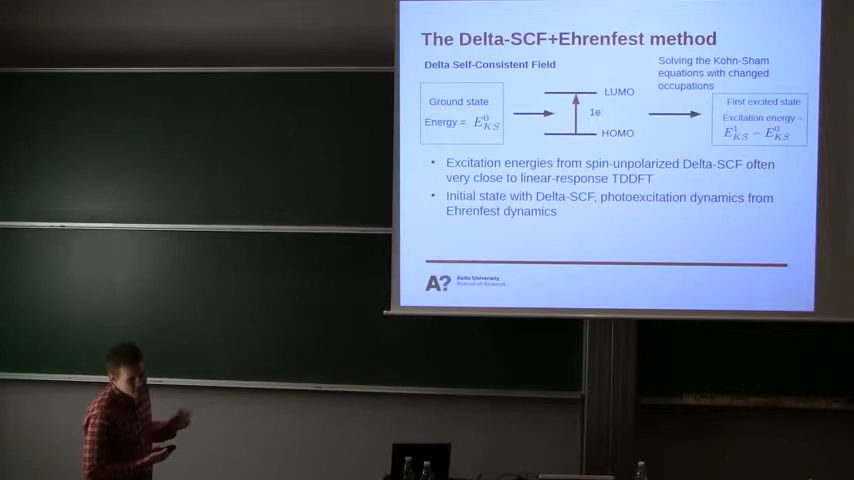 The Delta-SCF+Ehrenfest method
Delta Self-Consistent Field
Solving the Kohn-Sham
equations with changed
occupations
Ground state
Energy = E⁰_KS
LUMO
1e⁻
HOMO
First excited state
Excitation energy =
E¹_KS − E⁰_KS
• Excitation energies from spin-unpolarized Delta-SCF often
very close to linear-response TDDFT
• Initial state with Delta-SCF, photoexcitation dynamics from
Ehrenfest dynamics
A?
Aalto University
School of Science